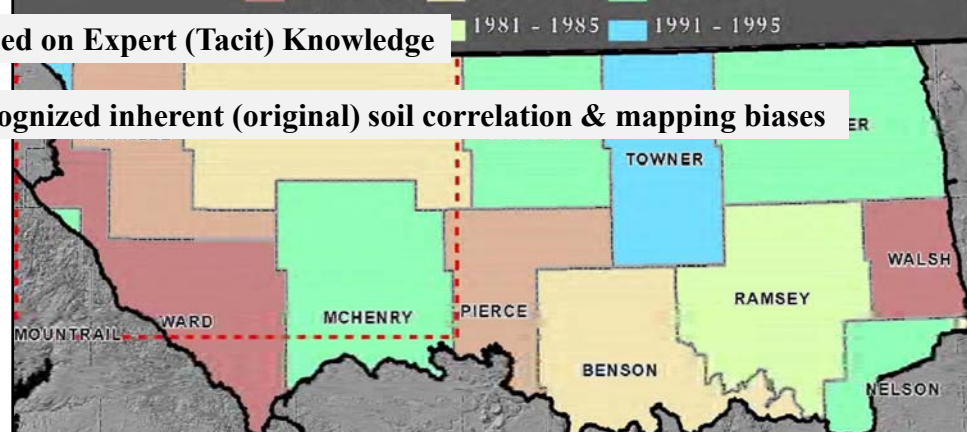 1981 - 1985 1991 - 1995
ed on Expert (Tacit) Knowledge
ognized inherent (original) soil correlation & mapping biases
ER
TOWNER
WALSH
RAMSEY
PIERCE
MCHENRY
WARD
MOUNTRAIL
BENSON
NELSON